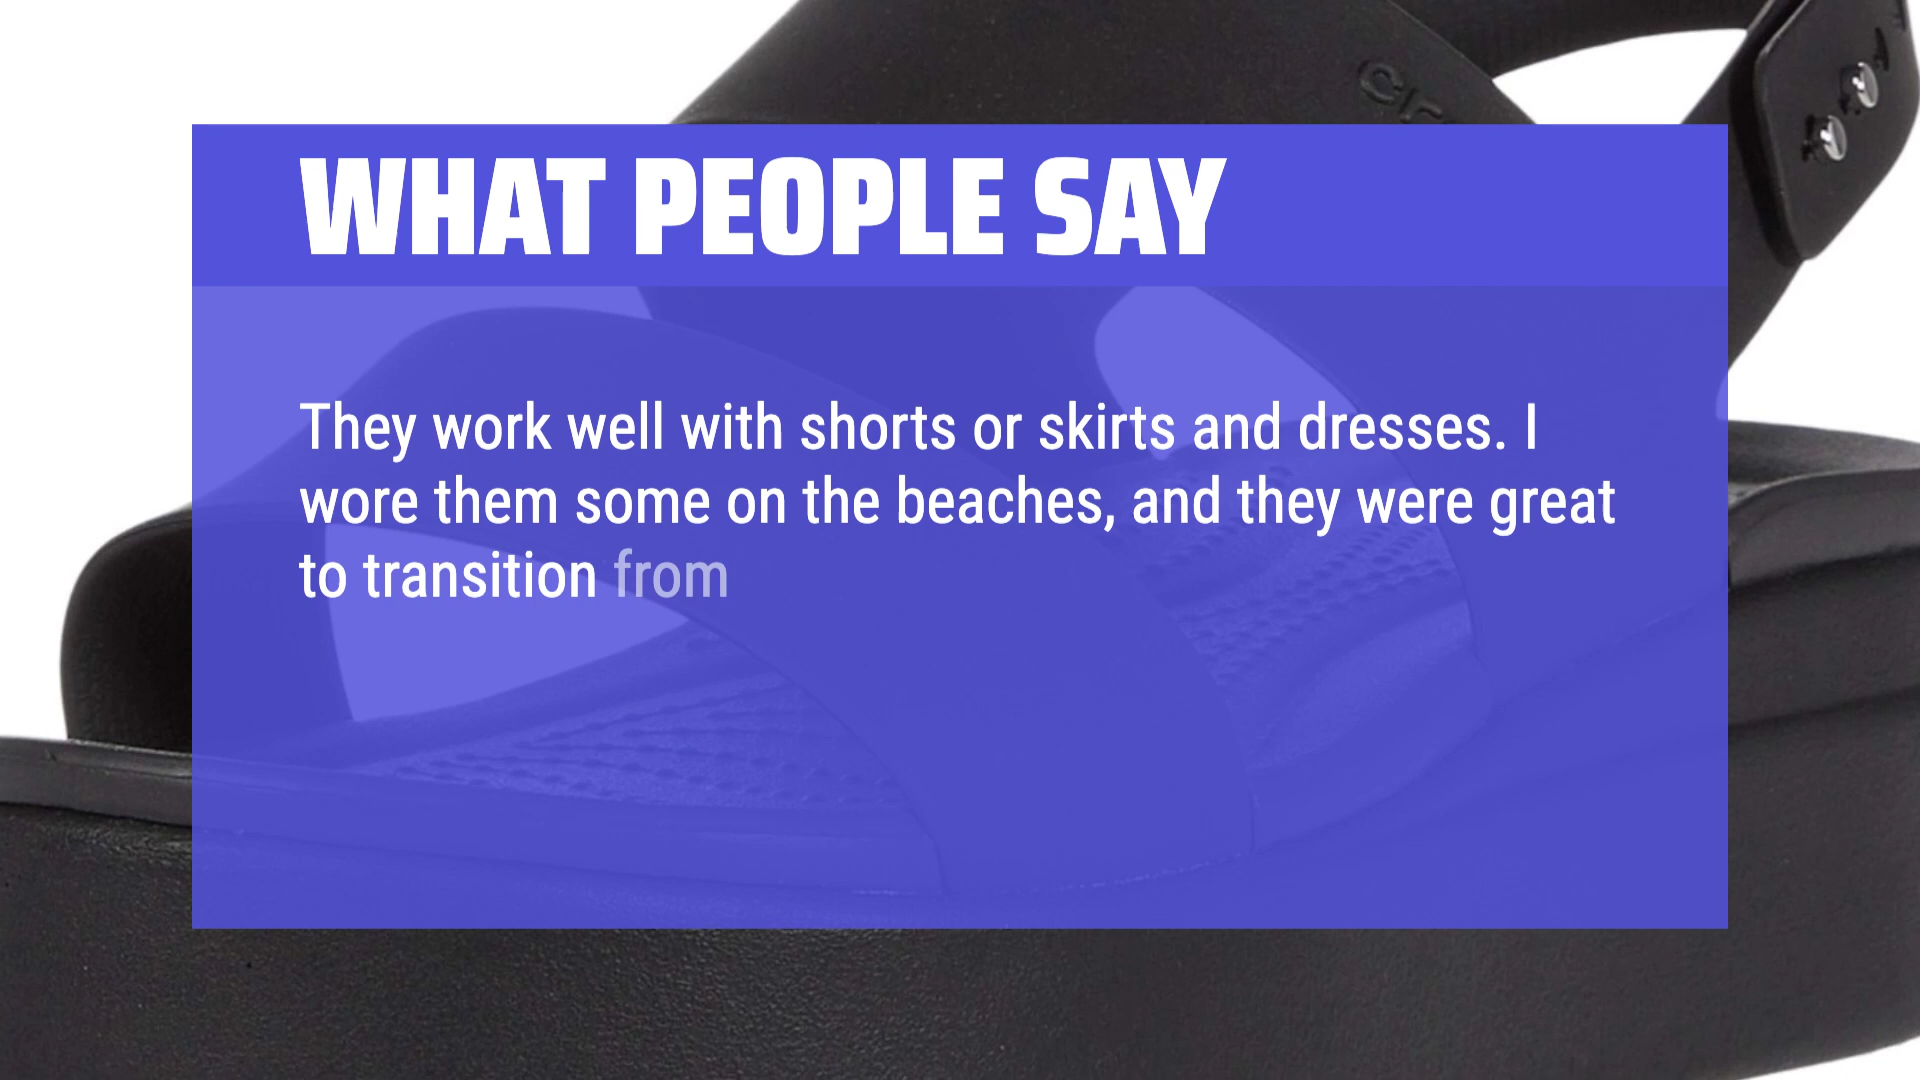 WHAT PEOPLE SAY
They work well with shorts or skirts and dresses. I
wore them some on the beaches, and they were great
to transition from